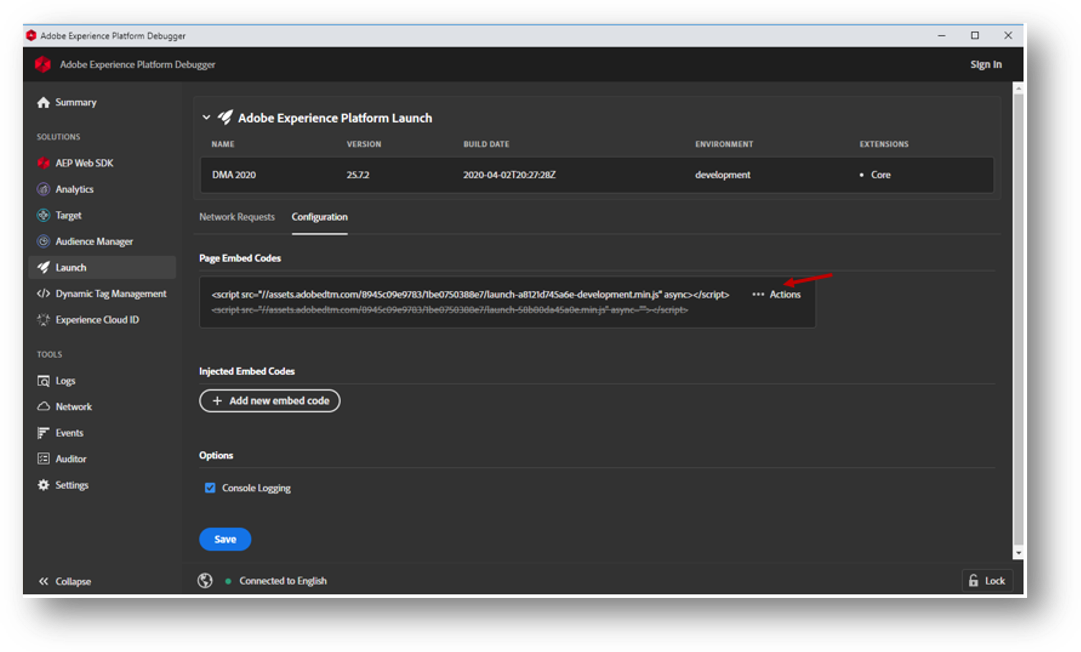 Adobe Experience Platform Debugger
Adobe Experience Platform Debugger
Sign In
Summary
SOLUTIONS
AEP Web SDK
Analytics
Target
Audience Manager
Launch
Dynamic Tag Management
Experience Cloud ID
TOOLS
Logs
Network
Events
Auditor
Settings
Collapse
Adobe Experience Platform Launch
NAME VERSION BUILD DATE ENVIRONMENT EXTENSIONS
DMA 2020 25.7.2 2020-04-02T20:27:28Z development • Core
Network Requests Configuration
Page Embed Codes
<script src="//assets.adobedtm.com/8945c09e9783/1be0750388e7/launch-a8121d745a6e-development.min.js" async></script> ••• Actions
<script src="//assets.adobedtm.com/8945c09e9783/1be0750388e7/launch-58b00da45a0e.min.js" async=""></script>
Injected Embed Codes
+ Add new embed code
Options
Console Logging
Save
Connected to English
Lock